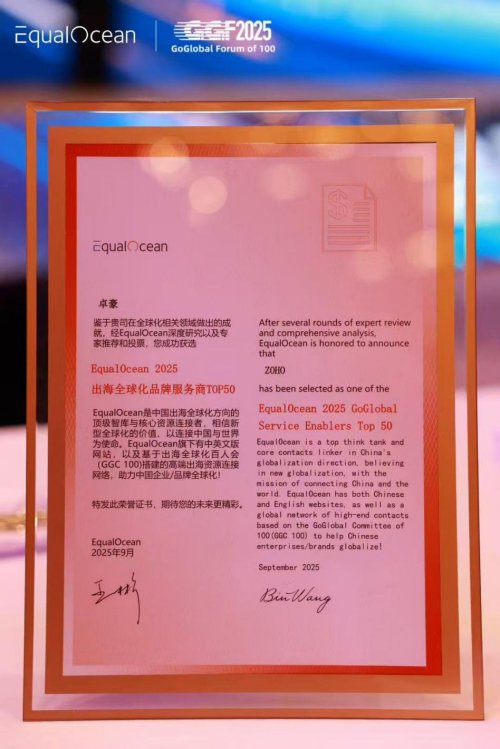 EqualOcean
GGF2025
GoGlobal Forum of 100
EqualOcean
卓豪
鉴于贵司在全球化相关领域做出的成
就，经EqualOcean深度研究以及专
家推荐和投票，您成功获选
EqualOcean 2025
出海全球化品牌服务商TOP50
EqualOcean是中国出海全球化方向的
顶级智库与核心资源连接者，相信新
型全球化的价值，以连接中国与世界
为使命。EqualOcean旗下有中英文版
网站，以及基于出海全球化百人会
（GGC 100)搭建的高端出海资源连接
网络，助力中国企业/品牌全球化！
特发此荣誉证书，期待您的未来更精彩。
EqualOcean
2025年9月
王彬
After several rounds of expert review
and comprehensive analysis,
EqualOcean is honored to announce
that
ZOHO
has been selected as one of the
EqualOcean 2025 GoGlobal
Service Enablers Top 50
EqualOcean is a top think tank and
core contacts linker in China's
globalization direction, believing
in new globalization, with the
mission of connecting China and the
world. EqualOcean has both Chinese
and English websites, as well as a
global network of high-end contacts
based on the GoGlobal Committee of
100(GGC 100) to help Chinese
enterprises/brands globalize!
September 2025
Bin Wang